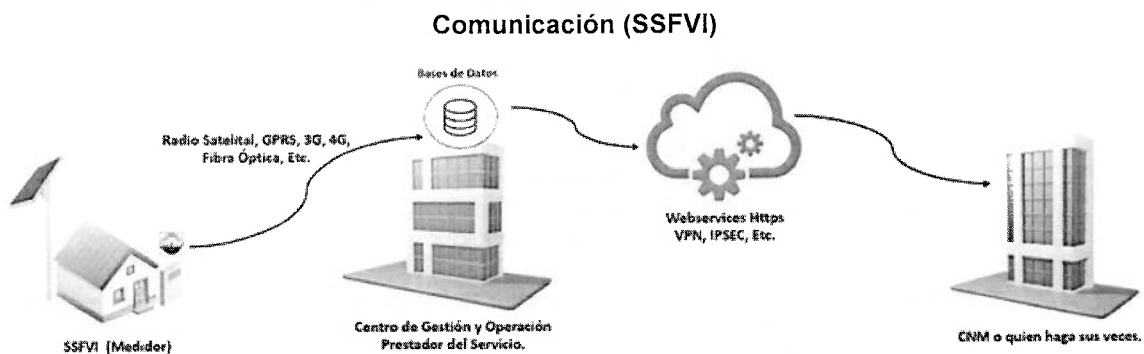 Comunicación (SSFVI)
Bases de Datos
Radio Satelital, GPRS, 3G, 4G,
Fibra Óptica, Etc.
Webservices Https
VPN, IPSEC, Etc.
Centro de Gestión y Operación
Prestador del Servicio.
CNM o quien haga sus veces.
SSFVI (Medidor)